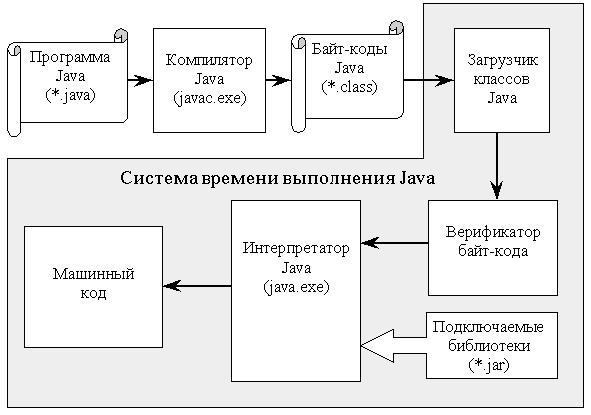 Программа
Java
(*.java)
Компилятор
Java
(javac.exe)
Байт-коды
Java
(*.class)
Загрузчик
классов
Java
Система времени выполнения Java
Верификатор
байт-кода
Интерпретатор
Java
(java.exe)
Машинный
код
Подключаемые
библиотеки
(*.jar)